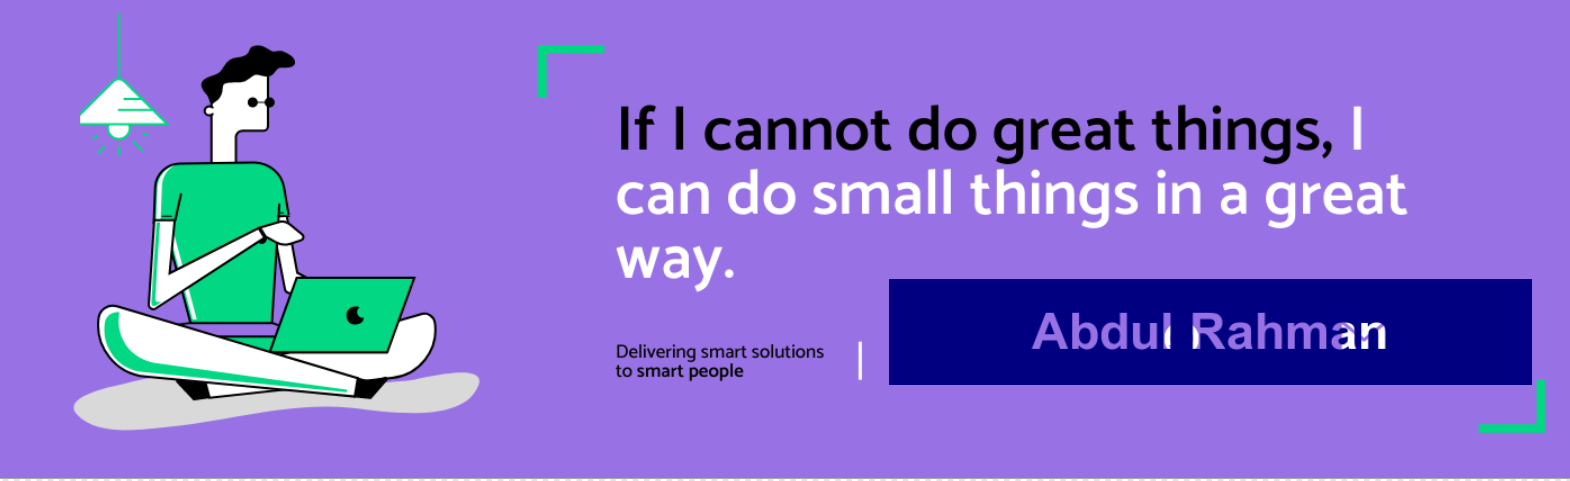 If I cannot do great things, I
can do small things in a great
way.
Delivering smart solutions
to smart people
Abdul Rahman